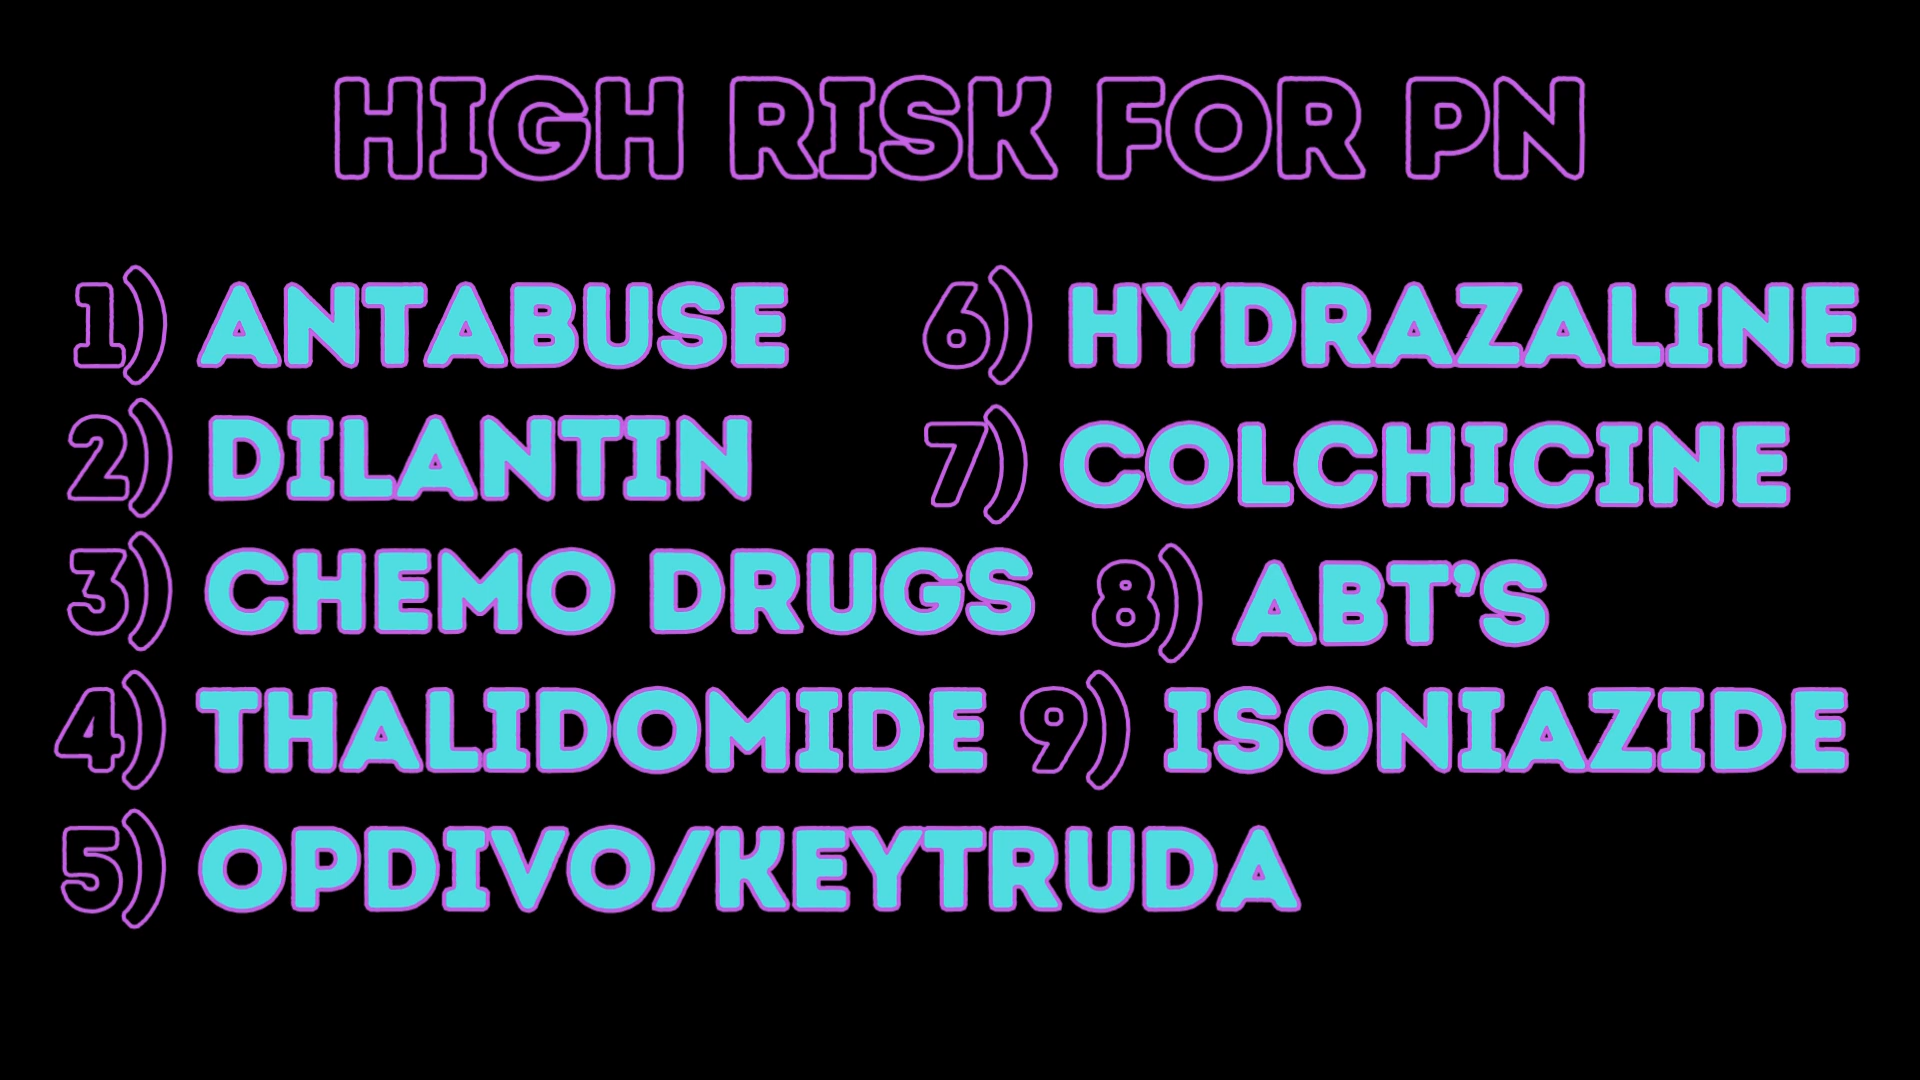 HIGH RISK FOR PN
1) ANTABUSE
2) DILANTIN
3) CHEMO DRUGS
4) THALIDOMIDE
5) OPDIVO/KEYTRUDA
6) HYDRAZALINE
7) COLCHICINE
8) ABT’S
9) ISONIAZIDE